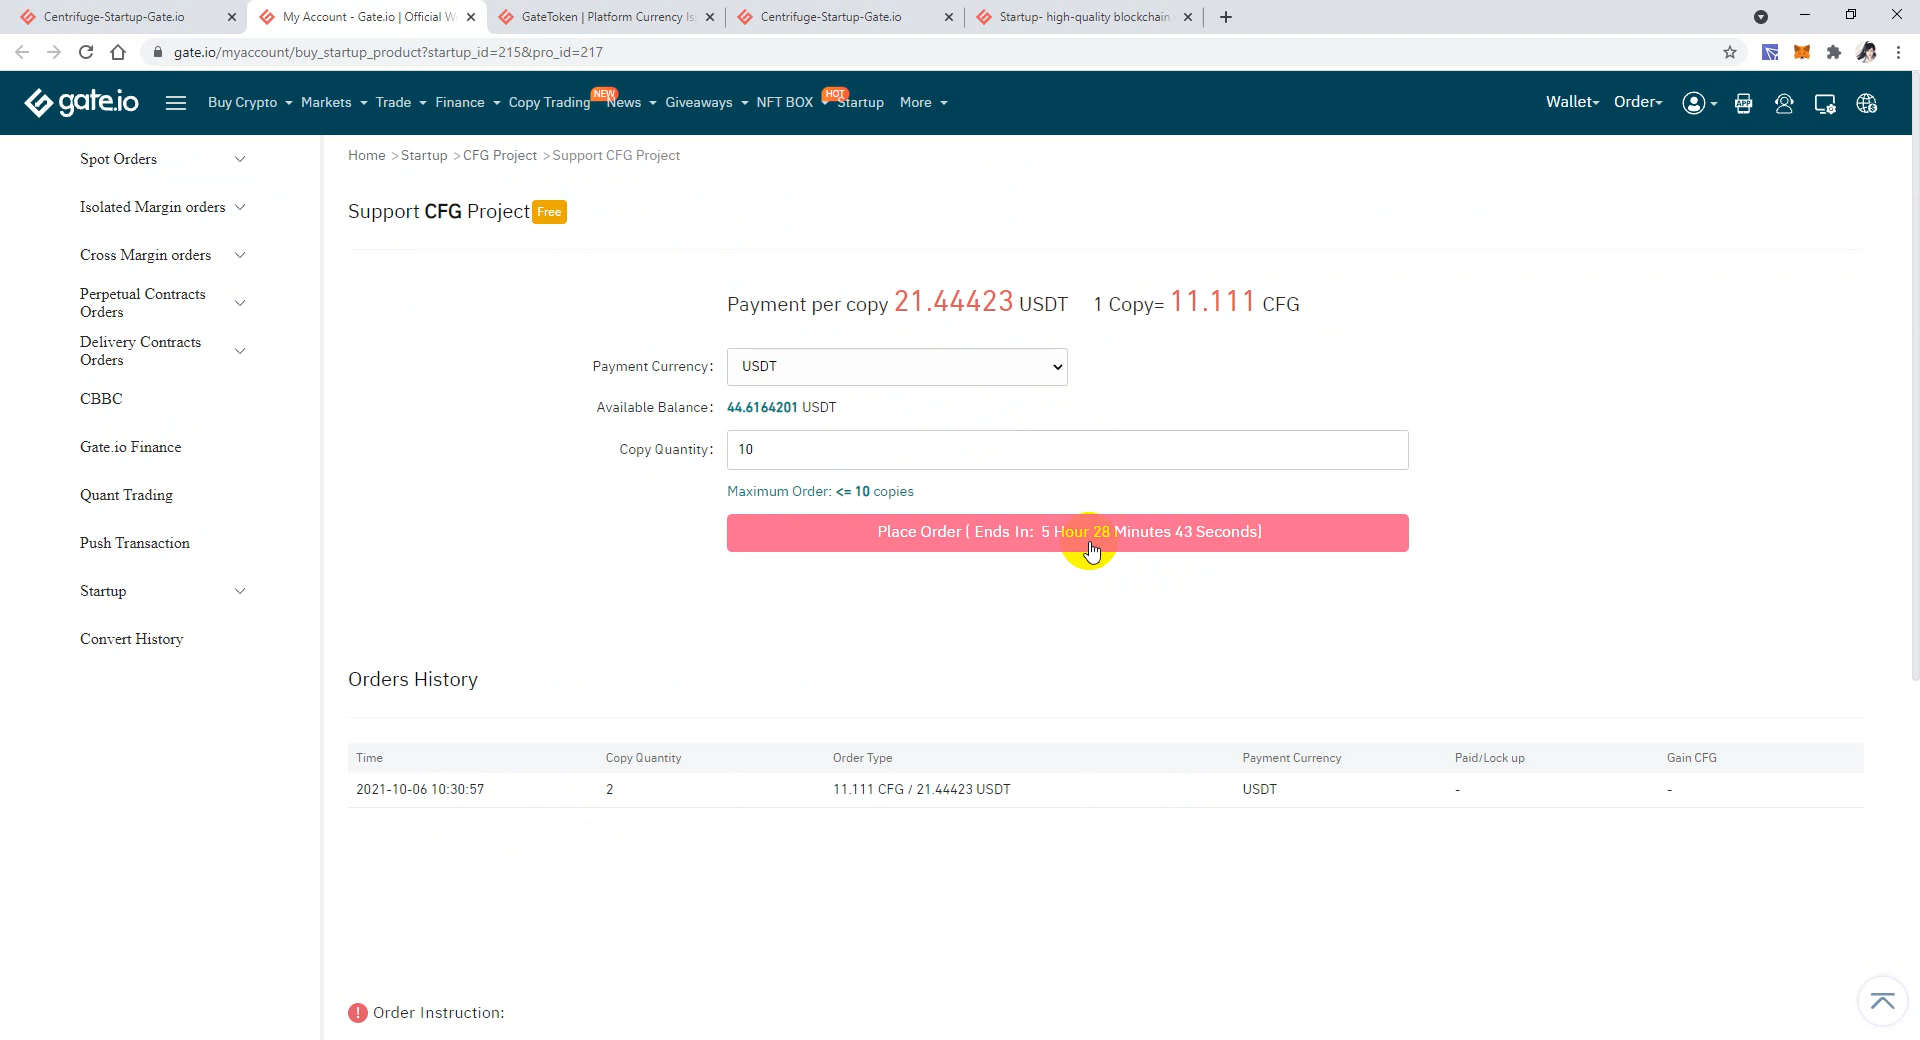 Centrifuge-Startup-Gate.io
My Account - Gate.io | Official W
GateToken | Platform Currency Is
Centrifuge-Startup-Gate.io
Startup- high-quality blockchain
gate.io/myaccount/buy_startup_product?startup_id=215&pro_id=217
gate.io
Buy Crypto
Markets
Trade
Finance
Copy Trading
NEW
News
Giveaways
NFT BOX
HOT
Startup
More
Wallet
Order
APP
Spot Orders
Isolated Margin orders
Cross Margin orders
Perpetual Contracts
Orders
Delivery Contracts
Orders
CBBC
Gate.io Finance
Quant Trading
Push Transaction
Startup
Convert History
Home >Startup >CFG Project >Support CFG Project
Support CFG Project Free
Payment per copy 21.44423 USDT 1 Copy= 11.111 CFG
Payment Currency: USDT
Available Balance: 44.6164201 USDT
Copy Quantity: 10
Maximum Order: <= 10 copies
Place Order ( Ends In: 5 Hour 28 Minutes 43 Seconds)
Orders History
Time Copy Quantity Order Type Payment Currency Paid/Lock up Gain CFG
2021-10-06 10:30:57 2 11.111 CFG / 21.44423 USDT USDT - -
! Order Instruction: